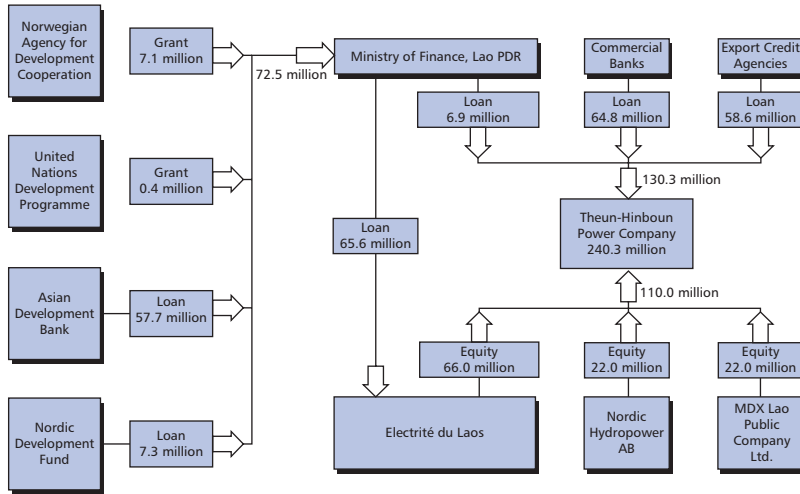 Norwegian
Agency for
Development
Cooperation
Grant
7.1 million
72.5 million
Ministry of Finance, Lao PDR
Commercial
Banks
Export Credit
Agencies
Loan
6.9 million
Loan
64.8 million
Loan
58.6 million
United
Nations
Development
Programme
Grant
0.4 million
130.3 million
Theun-Hinboun
Power Company
240.3 million
Loan
65.6 million
Asian
Development
Bank
Loan
57.7 million
110.0 million
Equity
66.0 million
Equity
22.0 million
Equity
22.0 million
Nordic
Development
Fund
Loan
7.3 million
Electrité du Laos
Nordic
Hydropower
AB
MDX Lao
Public
Company
Ltd.